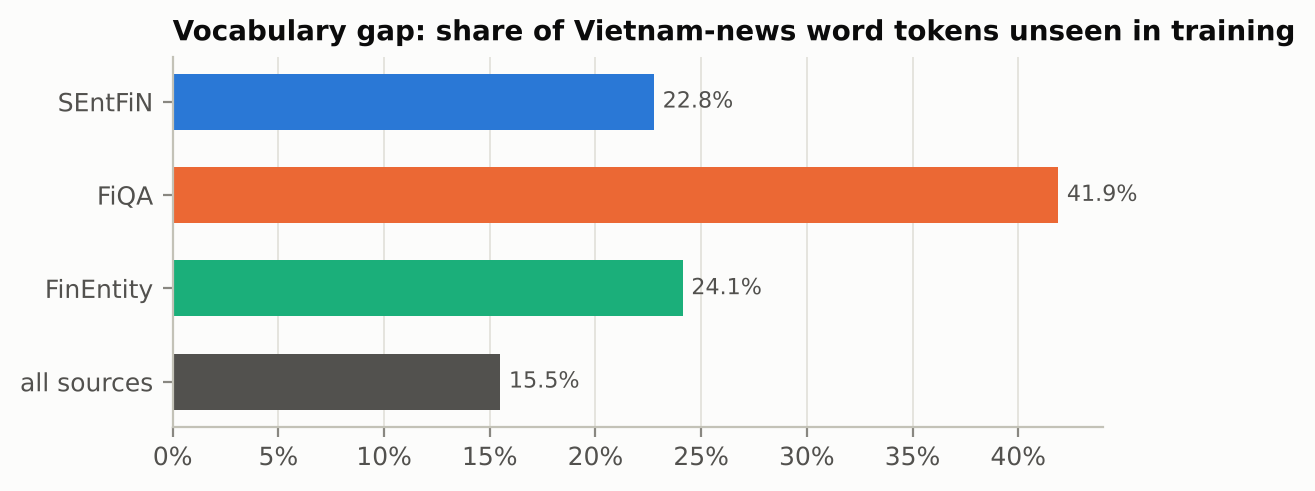 Vocabulary gap: share of Vietnam-news word tokens unseen in training
SEntFiN 22.8%
FiQA 41.9%
FinEntity 24.1%
all sources 15.5%
0% 5% 10% 15% 20% 25% 30% 35% 40%